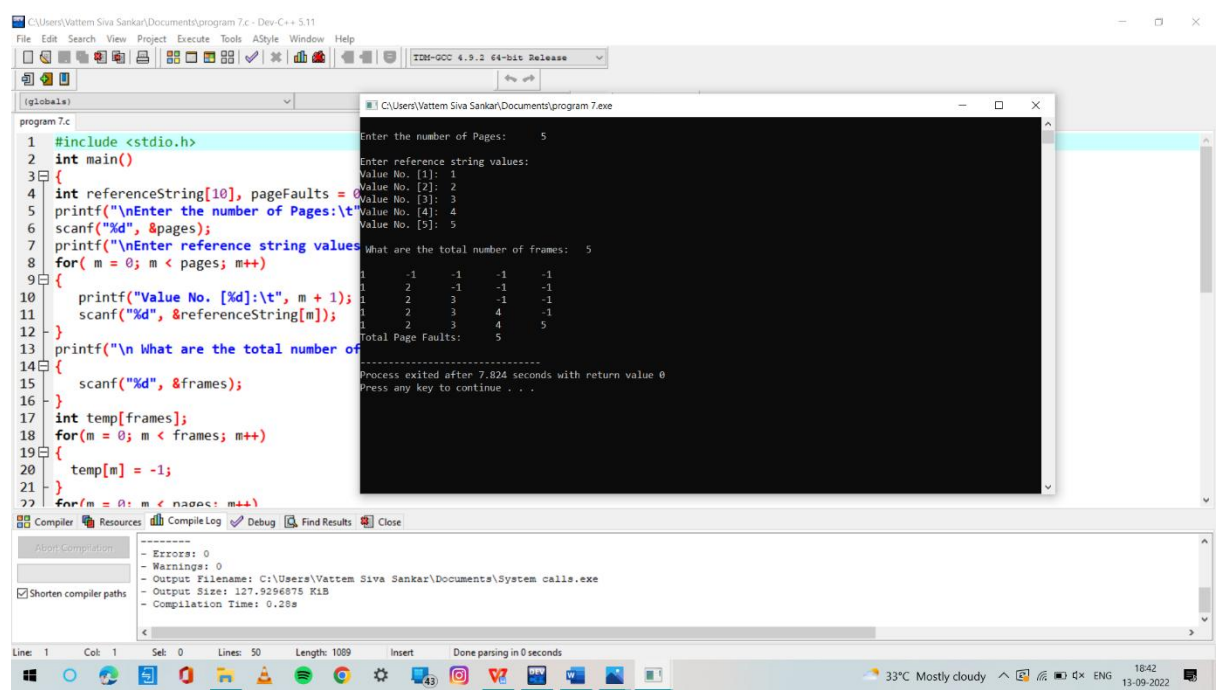 C:\Users\Vattem Siva Sankar\Documents\program 7.c - Dev-C++ 5.11
File Edit Search View Project Execute Tools AStyle Window Help
TDM-GCC 4.9.2 64-bit Release
(globals)
program 7.c
1 #include <stdio.h>
2 int main()
3 {
4 int referenceString[10], pageFaults = 0
5 printf("\nEnter the number of Pages:\t"
6 scanf("%d", &pages);
7 printf("\nEnter reference string values
8 for( m = 0; m < pages; m++)
9 {
10 printf("Value No. [%d]:\t", m + 1);
11 scanf("%d", &referenceString[m]);
12 }
13 printf("\n What are the total number of
14 {
15 scanf("%d", &frames);
16 }
17 int temp[frames];
18 for(m = 0; m < frames; m++)
19 {
20 temp[m] = -1;
21 }
22 for(m = 0; m < pages; m++)
C:\Users\Vattem Siva Sankar\Documents\program 7.exe
Enter the number of Pages: 5
Enter reference string values:
Value No. [1]: 1
Value No. [2]: 2
Value No. [3]: 3
Value No. [4]: 4
Value No. [5]: 5
What are the total number of frames: 5
1 -1 -1 -1 -1
1 2 -1 -1 -1
1 2 3 -1 -1
1 2 3 4 -1
1 2 3 4 5
Total Page Faults: 5
--------------------------------
Process exited after 7.824 seconds with return value 0
Press any key to continue . . .
Compiler Resources Compile Log Debug Find Results Close
Abort Compilation
Shorten compiler paths
--------
- Errors: 0
- Warnings: 0
- Output Filename: C:\Users\Vattem Siva Sankar\Documents\System calls.exe
- Output Size: 127.9296875 KiB
- Compilation Time: 0.28s
Line: 1 Col: 1 Sel: 0 Lines: 50 Length: 1089 Insert Done parsing in 0 seconds
43
DEV
33°C Mostly cloudy ENG
18:42
13-09-2022